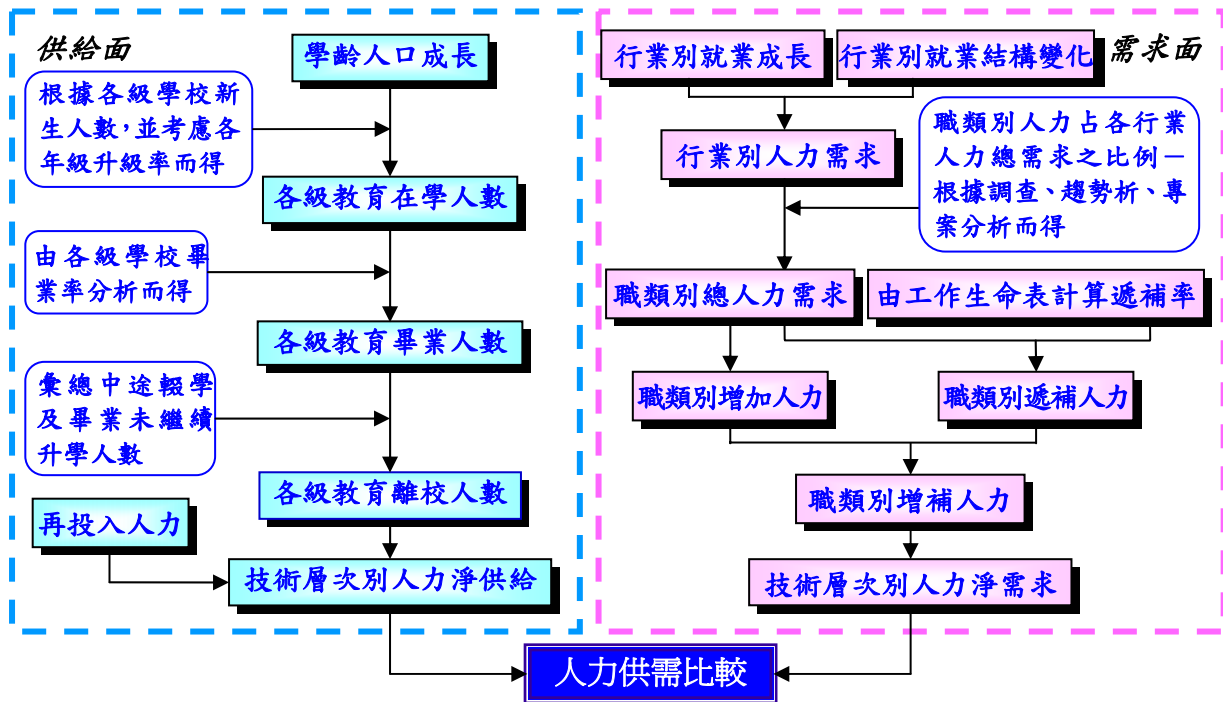 供給面
學齡人口成長
根據各級學校新
生人數，並考慮各
年級升級率而得
各級教育在學人數
由各級學校畢
業率分析而得
各級教育畢業人數
彙總中途輟學
及畢業未繼續
升學人數
各級教育離校人數
再投入人力
技術層次別人力淨供給
需求面
行業別就業成長
行業別就業結構變化
行業別人力需求
職類別人力占各行業
人力總需求之比例－
根據調查、趨勢析、專
案分析而得
職類別總人力需求
由工作生命表計算遞補率
職類別增加人力
職類別遞補人力
職類別增補人力
技術層次別人力淨需求
人力供需比較